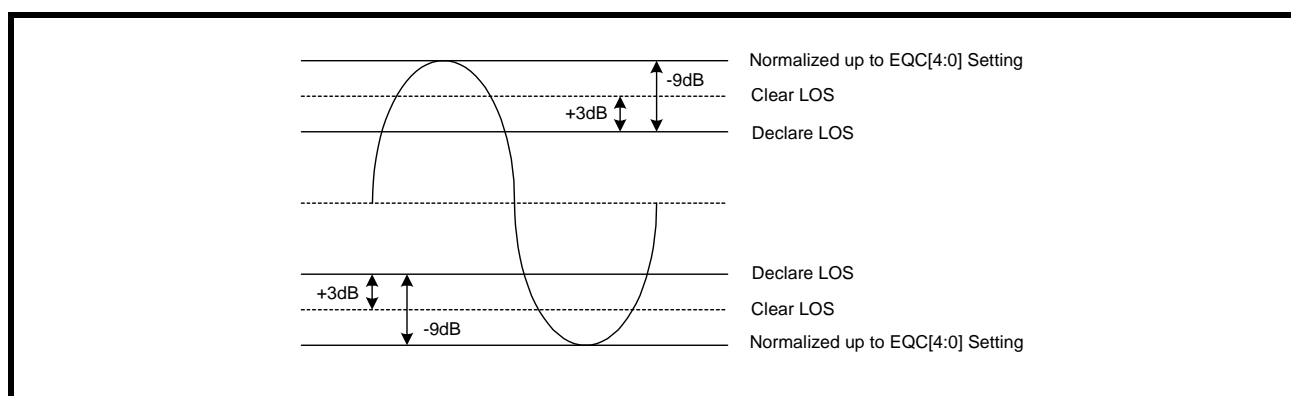 Normalized up to EQC[4:0] Setting
-9dB
Clear LOS
+3dB
Declare LOS
Declare LOS
+3dB
Clear LOS
-9dB
Normalized up to EQC[4:0] Setting